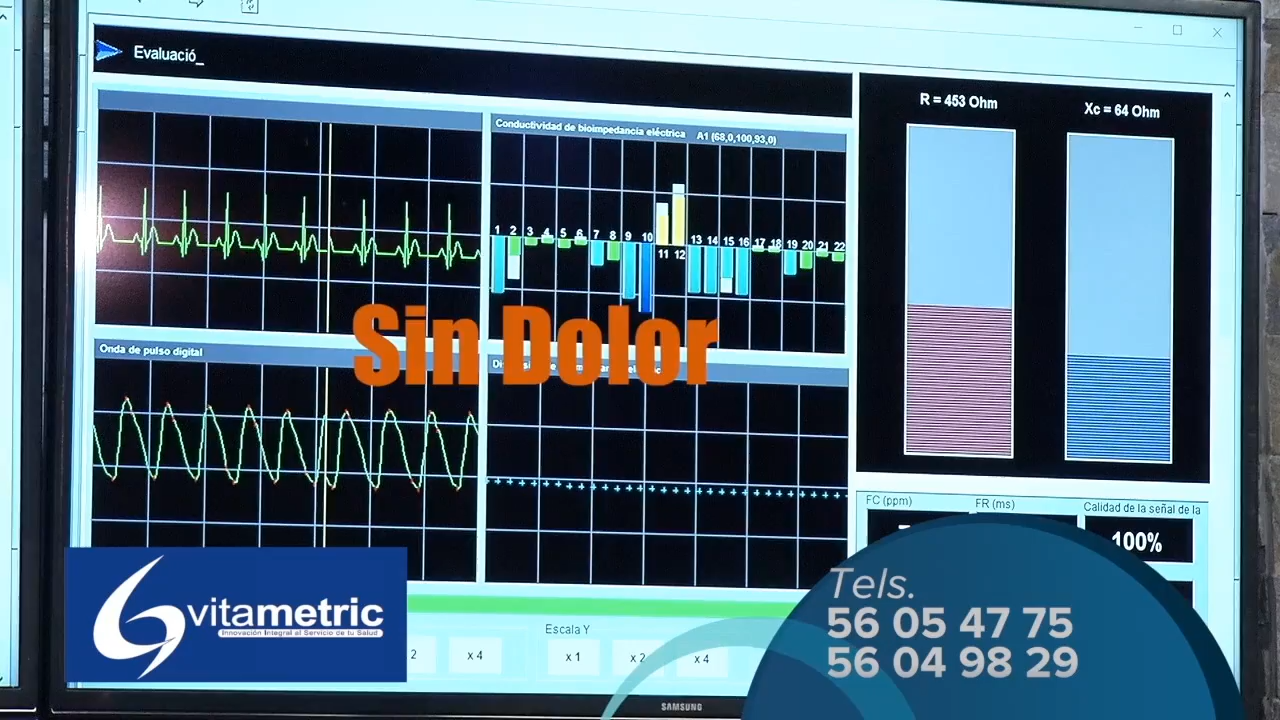 Evaluació_
R = 453 Ohm
Xc = 64 Ohm
Conductividad de bioimpedancia eléctrica A1 (68,0,100,93,0)
1 2 3 4 5 6 7 8 9 10 11 12 13 14 15 16 17 18 19 20 21 22
Sin Dolor
Onda de pulso digital
FC (ppm)
FR (ms)
Calidad de la señal de la
100%
vitametric
Innovación Integral al Servicio de tu Salud
Tels.
56 05 47 75
56 04 98 29
Escala Y
2
x 4
x 1
x 2
x 4
SAMSUNG